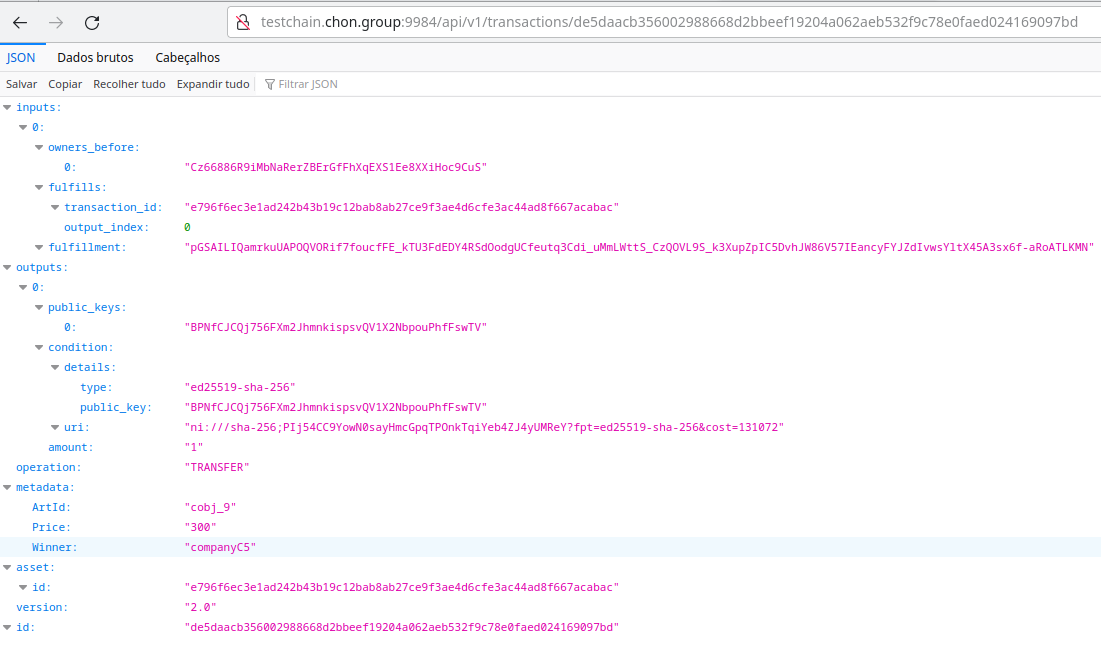 testchain.chon.group:9984/api/v1/transactions/de5daacb356002988668d2bbeef19204a062aeb532f9c78e0faed024169097bd
JSON Dados brutos Cabeçalhos
Salvar Copiar Recolher tudo Expandir tudo Filtrar JSON
inputs:
0:
owners_before:
0: "Cz66886R9iMbNaRerZBErGfFhXqEXS1Ee8XXiHoc9CuS"
fulfills:
transaction_id: "e796f6ec3e1ad242b43b19c12bab8ab27ce9f3ae4d6cfe3ac44ad8f667acabac"
output_index: 0
fulfillment: "pGSAILIQamrkuUAPOQVORif7foucfFE_kTU3FdEDY4RSdOodgUCfeutq3Cdi_uMmLWttS_CzQOVL9S_k3XupZpIC5DvhJW86V57IEancyFYJZdIvwsY1tX45A3sx6f-aRoATLKMN"
outputs:
0:
public_keys:
0: "BPNfCJCQj756FXm2JhmnkispsvQV1X2NbpouPhfFswTV"
condition:
details:
type: "ed25519-sha-256"
public_key: "BPNfCJCQj756FXm2JhmnkispsvQV1X2NbpouPhfFswTV"
uri: "ni:///sha-256;PIj54CC9YowN0sayHmcGpqTPOnkTqiYeb4ZJ4yUMReY?fpt=ed25519-sha-256&cost=131072"
amount: "1"
operation: "TRANSFER"
metadata:
ArtId: "cobj_9"
Price: "300"
Winner: "companyC5"
asset:
id: "e796f6ec3e1ad242b43b19c12bab8ab27ce9f3ae4d6cfe3ac44ad8f667acabac"
version: "2.0"
id: "de5daacb356002988668d2bbeef19204a062aeb532f9c78e0faed024169097bd"